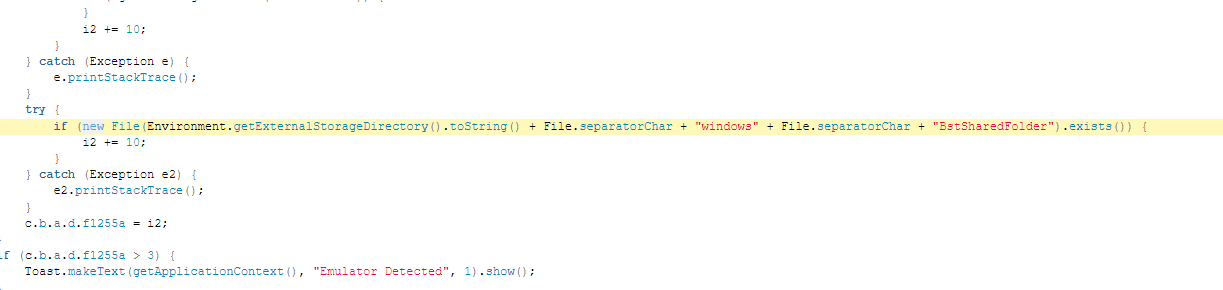 }
i2 += 10;
}
} catch (Exception e) {
e.printStackTrace();
}
try {
if (new File(Environment.getExternalStorageDirectory().toString() + File.separatorChar + "windows" + File.separatorChar + "BstSharedFolder").exists()) {
i2 += 10;
}
} catch (Exception e2) {
e2.printStackTrace();
}
c.b.a.d.f1255a = i2;
if (c.b.a.d.f1255a > 3) {
Toast.makeText(getApplicationContext(), "Emulator Detected", 1).show();